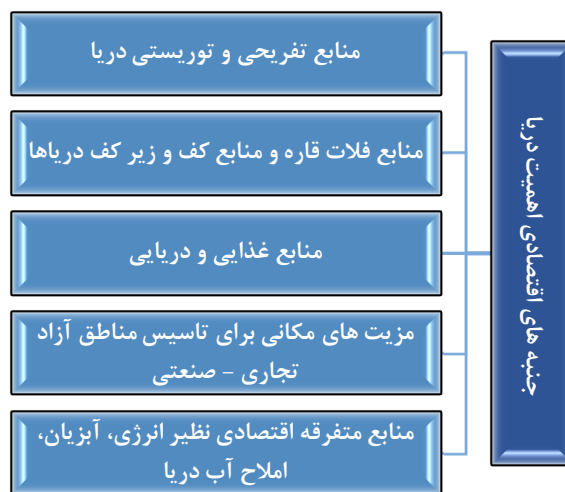 جنبه های اقتصادی اهمیت دریا
منابع تفریحی و توریستی دریا
منابع فلات قاره و منابع کف و زیر کف دریاها
منابع غذایی و دریایی
مزیت های مکانی برای تاسیس مناطق آزاد
تجاری - صنعتی
منابع متفرقه اقتصادی نظیر انرژی، آبزیان،
املاح آب دریا